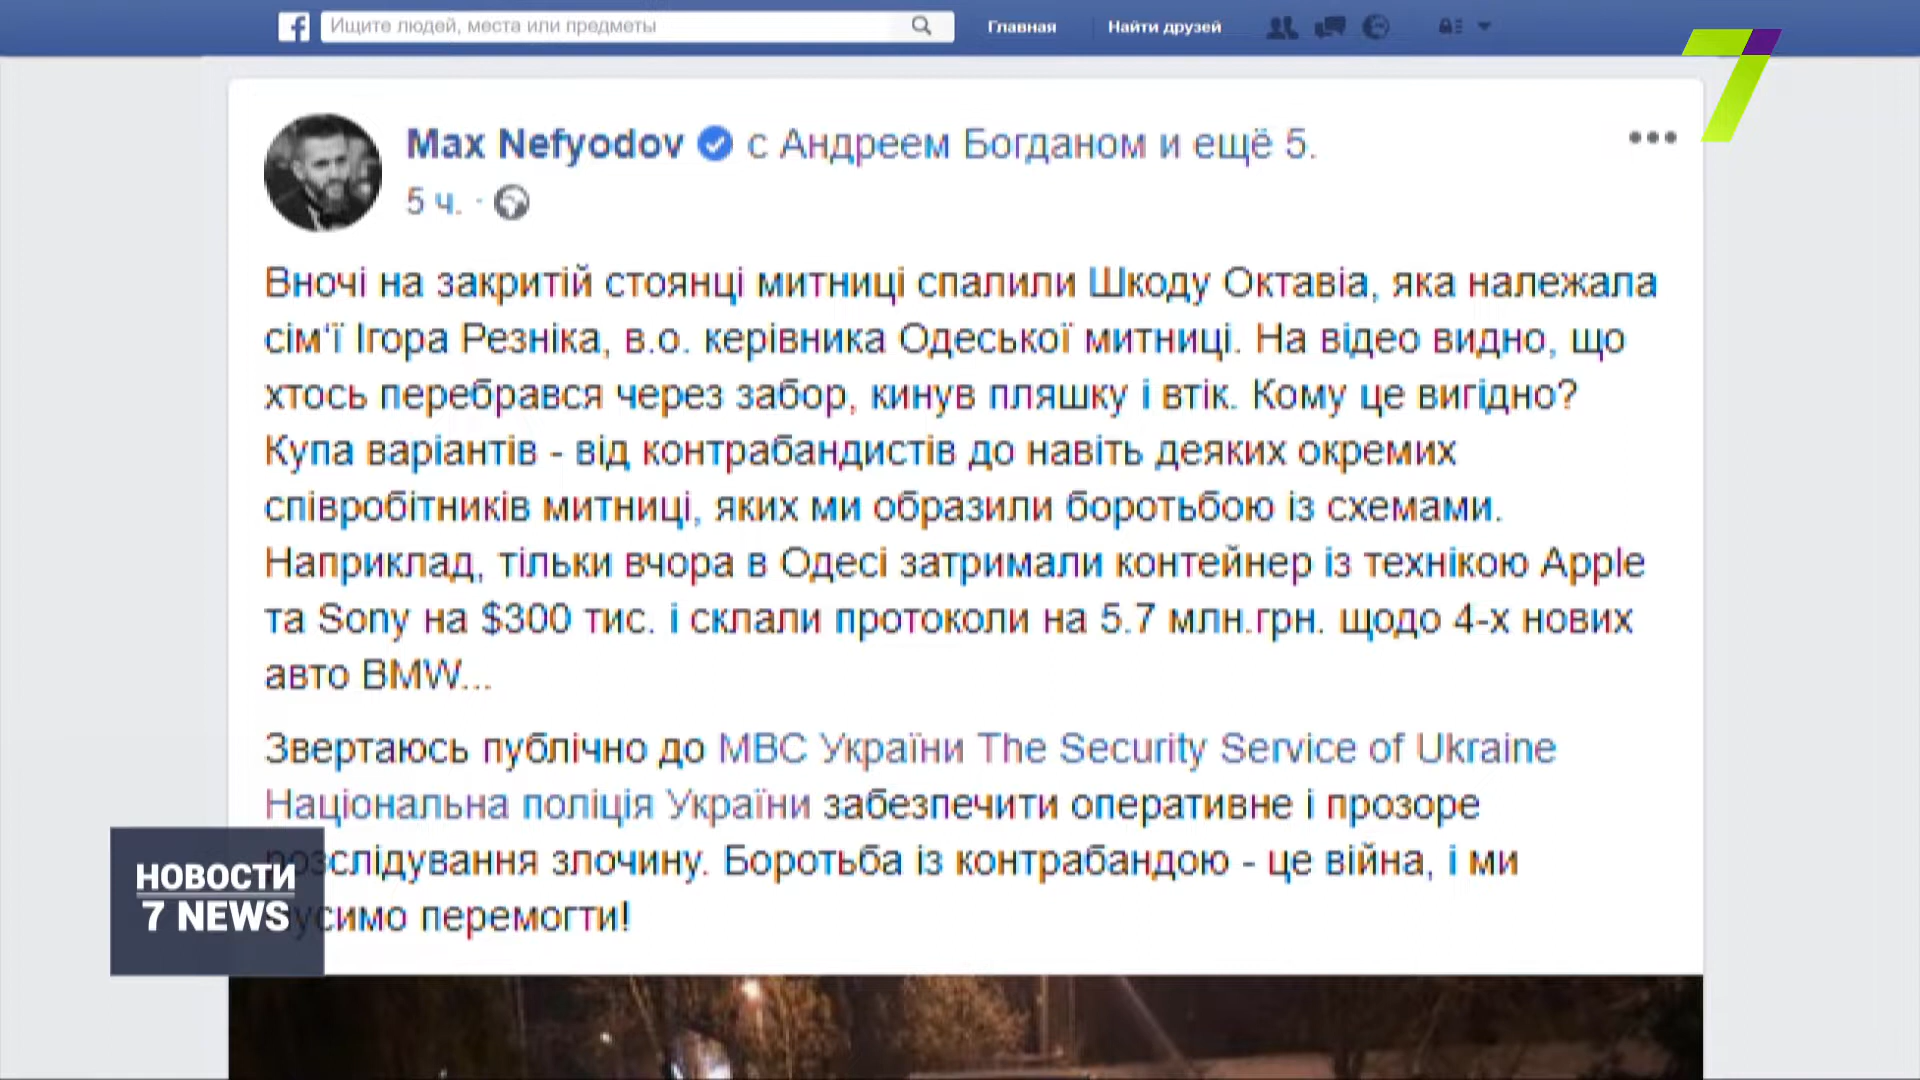 Ищите людей, места или предметы
Главная
Найти друзей
7
Max Nefyodov с Андреем Богданом и ещё 5.
5 ч. ·
Вночі на закритій стоянці митниці спалили Шкоду Октавіа, яка належала
сім'ї Ігора Резніка, в.о. керівника Одеської митниці. На відео видно, що
хтось перебрався через забор, кинув пляшку і втік. Кому це вигідно?
Купа варіантів - від контрабандистів до навіть деяких окремих
співробітників митниці, яких ми образили боротьбою із схемами.
Наприклад, тільки вчора в Одесі затримали контейнер із технікою Apple
та Sony на $300 тис. і склали протоколи на 5.7 млн.грн. щодо 4-х нових
авто BMW...
Звертаюсь публічно до МВС України The Security Service of Ukraine
Національна поліція України забезпечити оперативне і прозоре
розслідування злочину. Боротьба із контрабандою - це війна, і ми
мусимо перемогти!
НОВОСТИ
7 NEWS